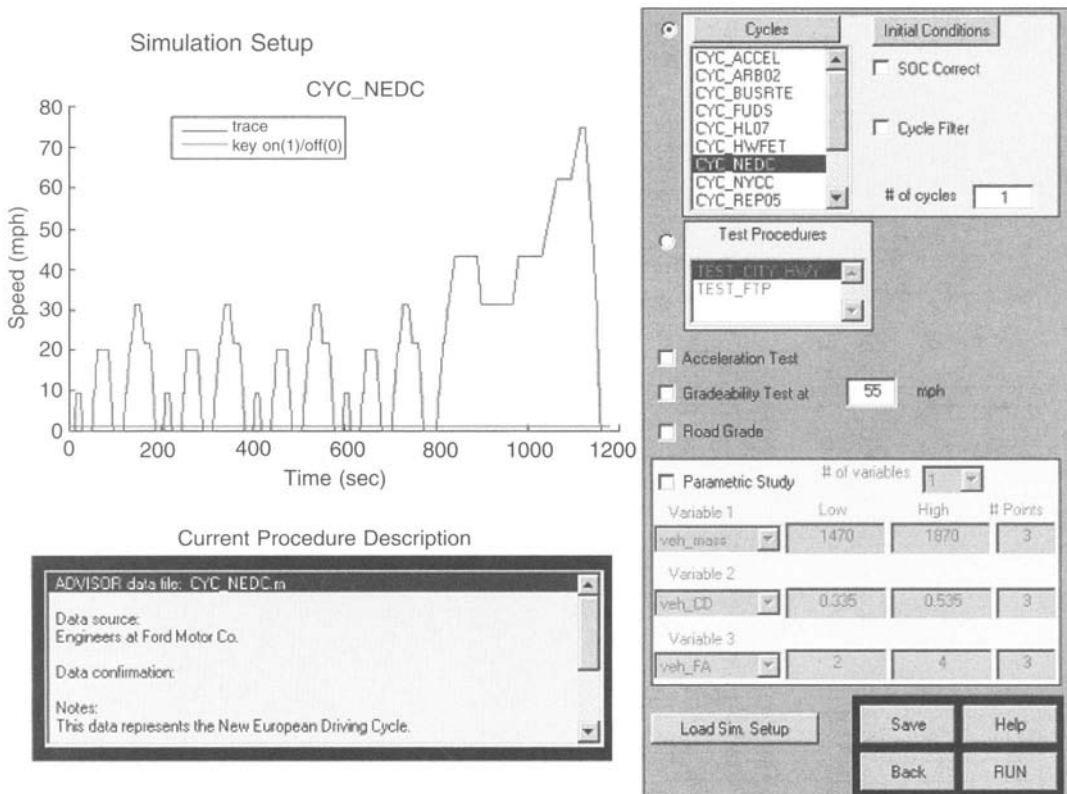 Simulation Setup
CYC_NEDC
80
70
60
50
40
30
20
10
0
Speed (mph)
trace
key on(1)/off(0)
0
200
400
600
800
1000
1200
Time (sec)
Current Procedure Description
ADVISOR data file: CYC_NEDC.m
Data source:
Engineers at Ford Motor Co.
Data confirmation:
Notes:
This data represents the New European Driving Cycle.
Cycles
CYC_ACCEL
CYC_ARB02
CYC_BUSRTE
CYC_FUDS
CYC_HL07
CYC_HWFET
CYC_NEDC
CYC_NYCC
CYC_REP05
Initial Conditions
SOC Correct
Cycle Filter
# of cycles 1
Test Procedures
TEST_CITY_HWY
TEST_FTP
Acceleration Test
Gradeability Test at 55 mph
Road Grade
Parametric Study # of variables 1
Variable 1 Low High # Points
veh_mass 1470 1870 3
Variable 2
veh_CD 0.335 0.535 3
Variable 3
veh_FA 2 4 3
Load Sim. Setup
Save Help
Back RUN